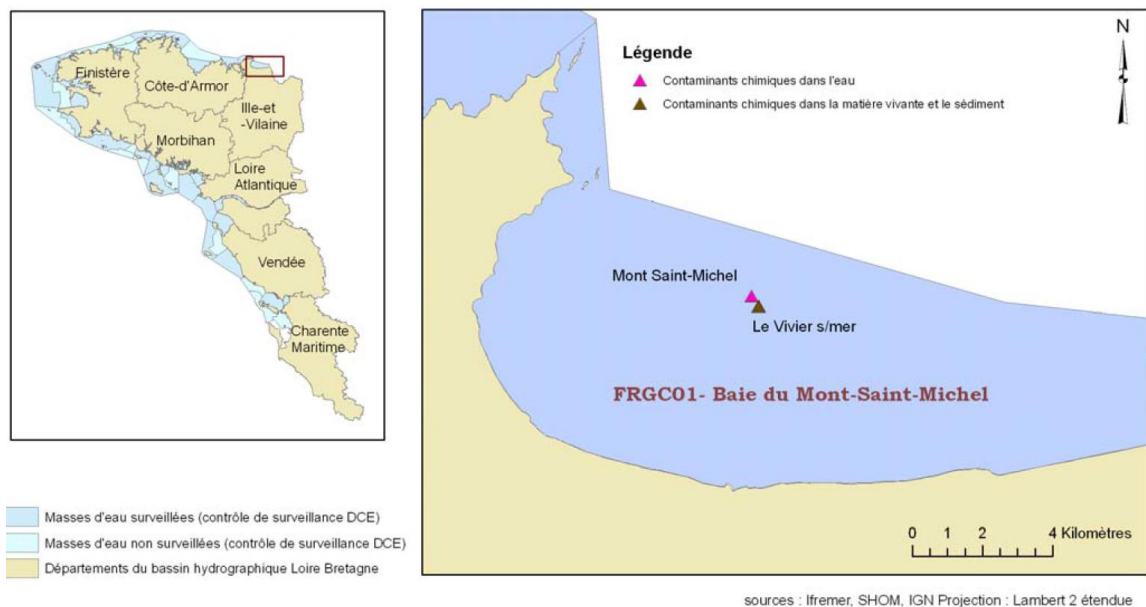 Finistère
Côte-d'Armor
Ille-et
-Vilaine
Morbihan
Loire
Atlantique
Vendée
Charente
Maritime
Masses d'eau surveillées (contrôle de surveillance DCE)
Masses d'eau non surveillées (contrôle de surveillance DCE)
Départements du bassin hydrographique Loire Bretagne
Légende
Contaminants chimiques dans l'eau
Contaminants chimiques dans la matière vivante et le sédiment
N
Mont Saint-Michel
Le Vivier s/mer
FRGC01- Baie du Mont-Saint-Michel
0 1 2 4 Kilomètres
sources : Ifremer, SHOM, IGN Projection : Lambert 2 étendue